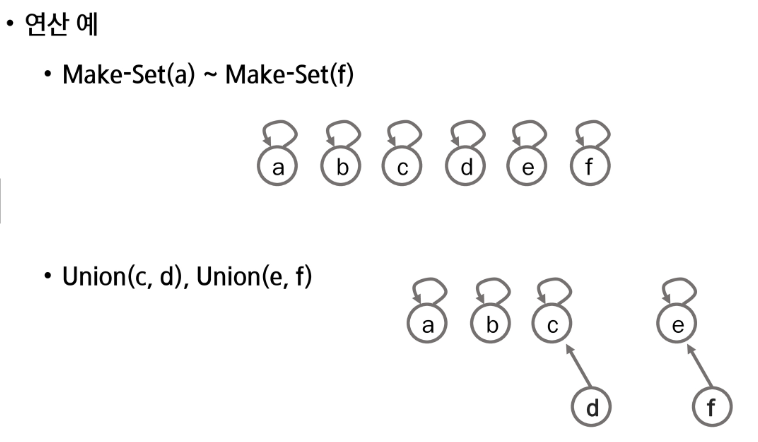 • 연산 예
• Make-Set(a) ~ Make-Set(f)
a b c d e f
• Union(c, d), Union(e, f)
a b c e
d f